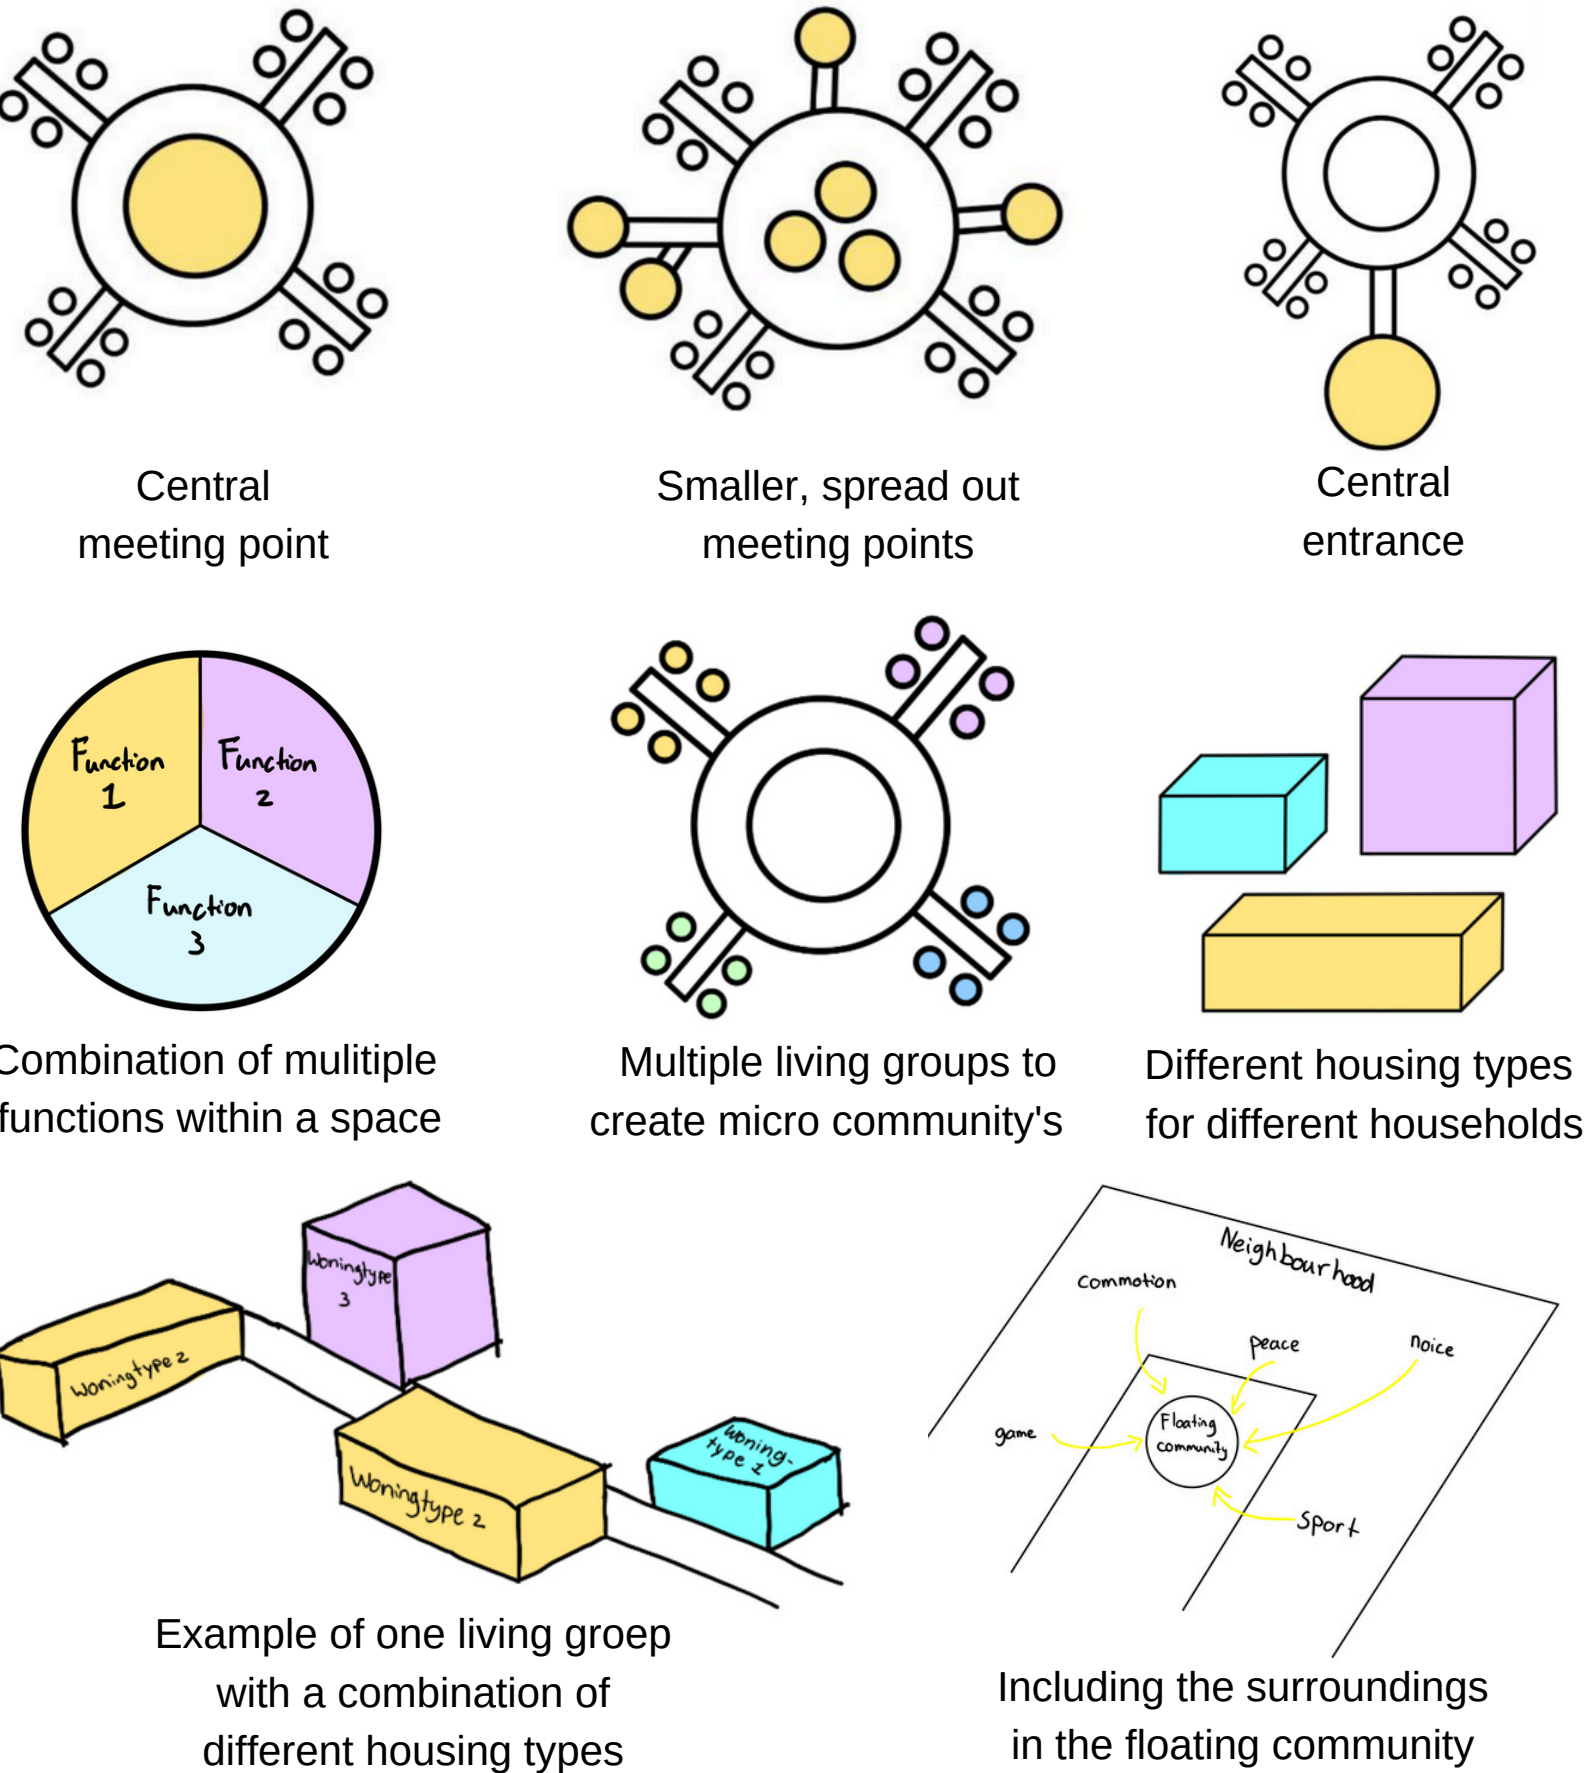 Central
meeting point
Smaller, spread out
meeting points
Central
entrance
Function
1
Function
2
Function
3
Combination of mulitiple
functions within a space
Multiple living groups to
create micro community's
Different housing types
for different households
Woningtype 2
Woningtype
3
Woningtype 2
Woning-
type 1
Example of one living groep
with a combination of
different housing types
Neighbourhood
commotion
peace
noice
game
Floating
community
sport
Including the surroundings
in the floating community